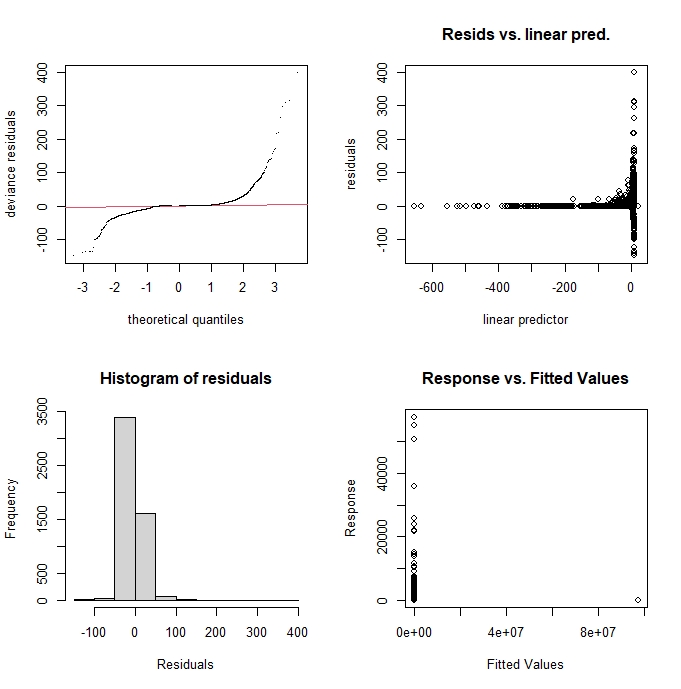 deviance residuals
400
300
200
100
0
-100
-3 -2 -1 0 1 2 3
theoretical quantiles
Resids vs. linear pred.
residuals
400
300
200
100
0
-100
-600 -400 -200 0
linear predictor
Histogram of residuals
Frequency
3500
2500
1500
500
0
-100 0 100 200 300 400
Residuals
Response vs. Fitted Values
Response
40000
20000
0
0e+00 4e+07 8e+07
Fitted Values